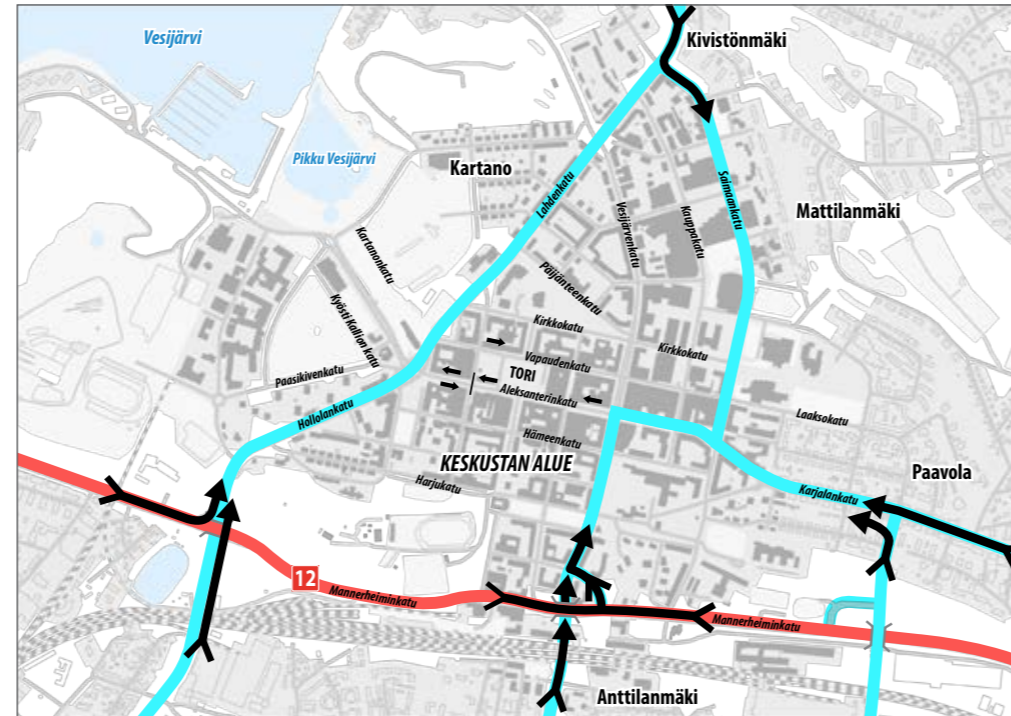 Vesijärvi
Kivistönmäki
Pikku Vesijärvi
Kartano
Lahdenkatu
Saimaankatu
Vesijärvenkatu
Kauppakatu
Mattilanmäki
Kartanonkatu
Päijänteenkatu
Kyösti Kallion katu
Kirkkokatu
Kirkkokatu
Vapaudenkatu
TORI
Paasikivenkatu
Aleksanterinkatu
Hollolankatu
Laaksokatu
Hämeenkatu
KESKUSTAN ALUE
Paavola
Harjukatu
Karjalankatu
12
Mannerheiminkatu
Mannerheiminkatu
Anttilanmäki